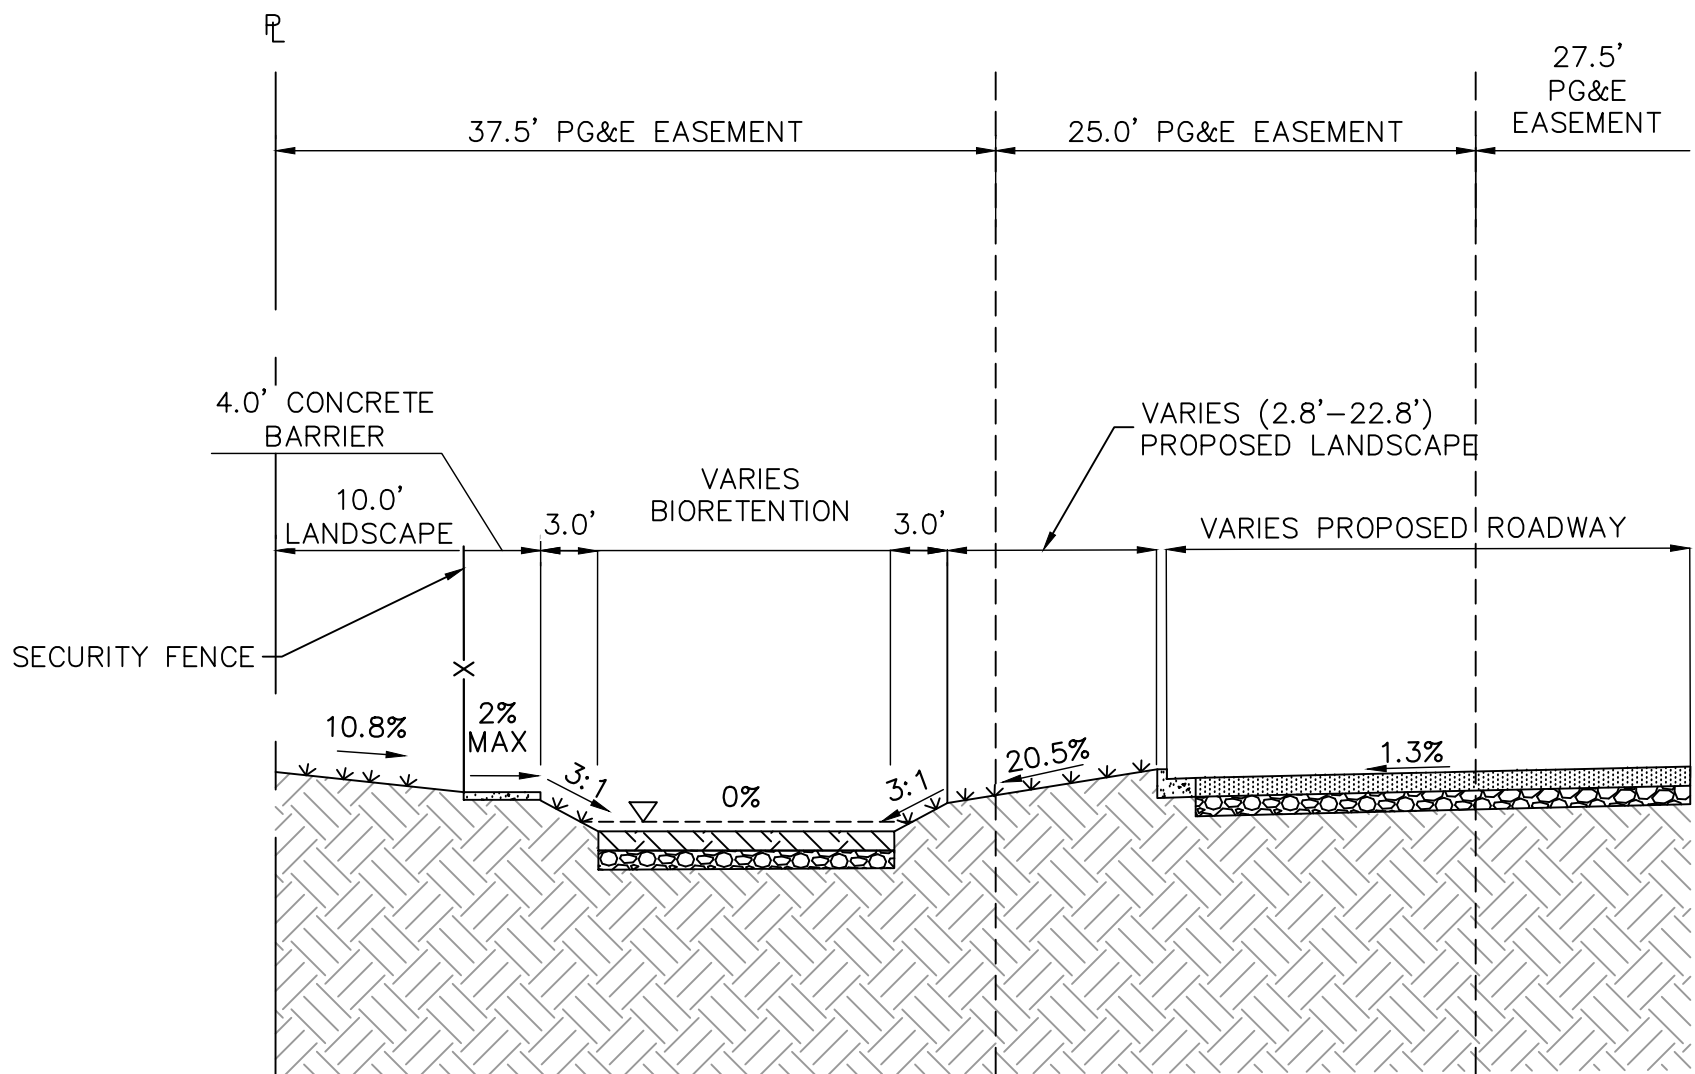 PL
27.5'
PG&E
EASEMENT
37.5' PG&E EASEMENT
25.0' PG&E EASEMENT
4.0' CONCRETE
BARRIER
VARIES (2.8'-22.8')
PROPOSED LANDSCAPE
10.0'
LANDSCAPE
3.0'
VARIES
BIORETENTION
3.0'
VARIES PROPOSED ROADWAY
SECURITY FENCE
X
10.8%
2%
MAX
3:1
0%
3:1
20.5%
1.3%